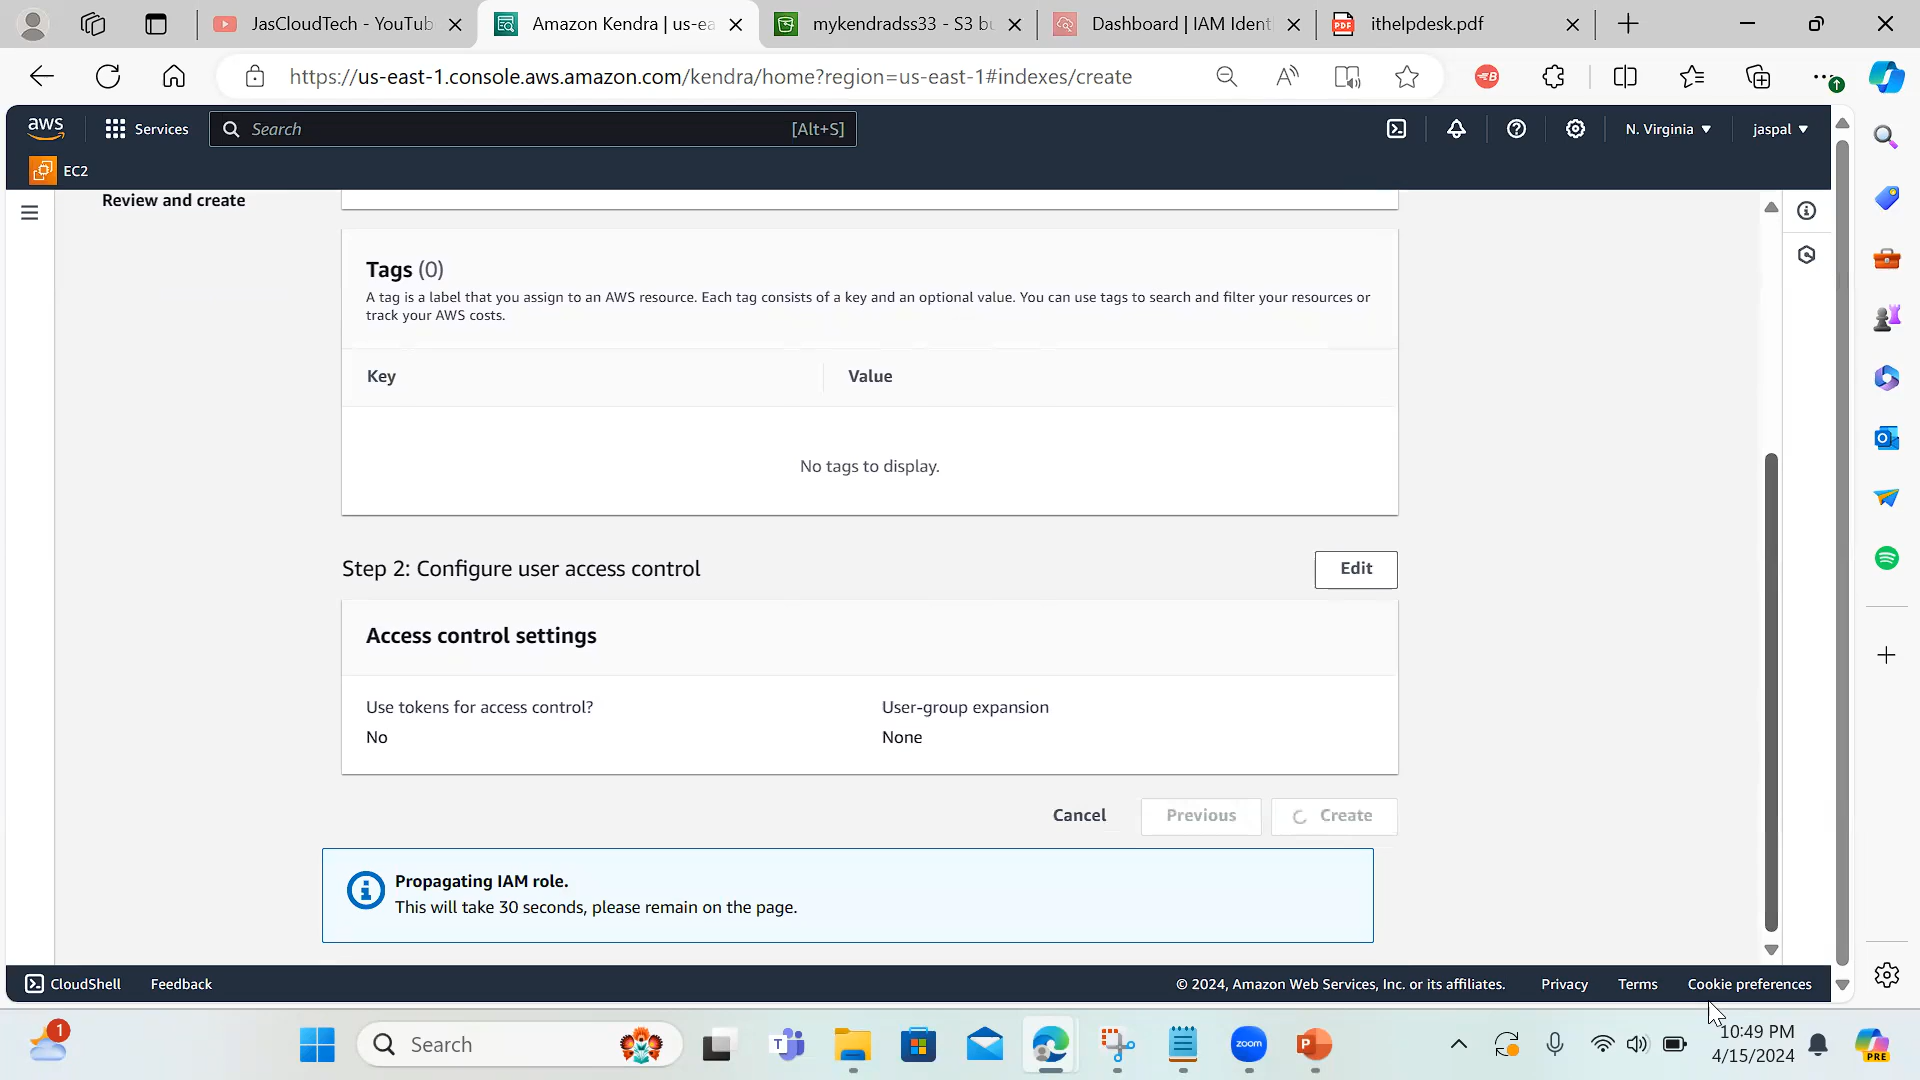 JasCloudTech - YouTub
Amazon Kendra | us-ea
mykendradss33 - S3 bu
Dashboard | IAM Ident
PDF
ithelpdesk.pdf
https://us-east-1.console.aws.amazon.com/kendra/home?region=us-east-1#indexes/create
aws
Services
Search
[Alt+S]
N. Virginia
jaspal
EC2
Review and create
Tags (0)
A tag is a label that you assign to an AWS resource. Each tag consists of a key and an optional value. You can use tags to search and filter your resources or
track your AWS costs.
Key
Value
No tags to display.
Step 2: Configure user access control
Edit
Access control settings
Use tokens for access control?
User-group expansion
No
None
Cancel
Previous
Create
Propagating IAM role.
This will take 30 seconds, please remain on the page.
CloudShell
Feedback
© 2024, Amazon Web Services, Inc. or its affiliates.
Privacy
Terms
Cookie preferences
1
Search
zoom
10:49 PM
4/15/2024
PRE